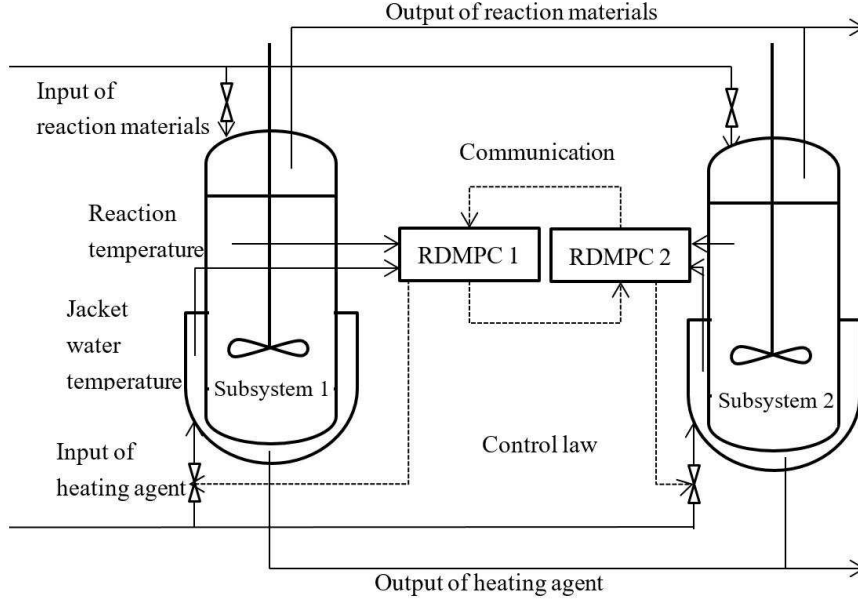 Output of reaction materials
Input of
reaction materials
Communication
Reaction
temperature
RDMPC 1
RDMPC 2
Jacket
water
temperature
Subsystem 1
Subsystem 2
Input of
heating agent
Control law
Output of heating agent